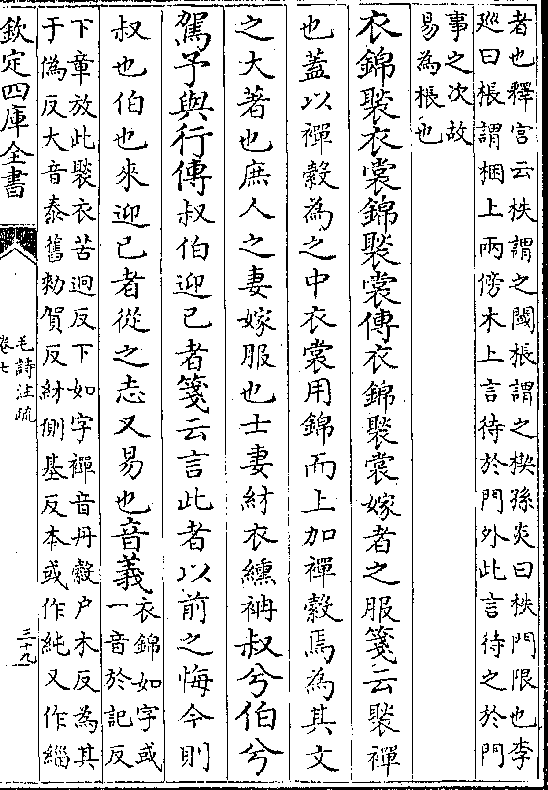 者也釋宫云柣謂之閾棖謂之楔孫炎曰柣門限也李
廵曰棖謂梱上兩傍木上言待於門外此言待之於門
事之次故
易為棖也
衣錦褧衣裳錦褧裳傳衣錦褧裳嫁者之服箋云褧禪
也蓋以禪縠為之中衣裳用錦而上加禪縠焉為其文
之大著也庶人之妻嫁服也士妻紂衣纁袡叔兮伯兮
駕予與行傳叔伯迎己者箋云言此者以前之悔今則
叔也伯也來迎己者從之志又易也音義
衣錦如字或
一音於記反
下章放此褧衣苦迥反下如字禪音丹縠户木反為其
于偽反大音泰舊勑賀反紂側基反本或作純又作緇
欽定四庫全書
毛詩注疏
卷七
三十九